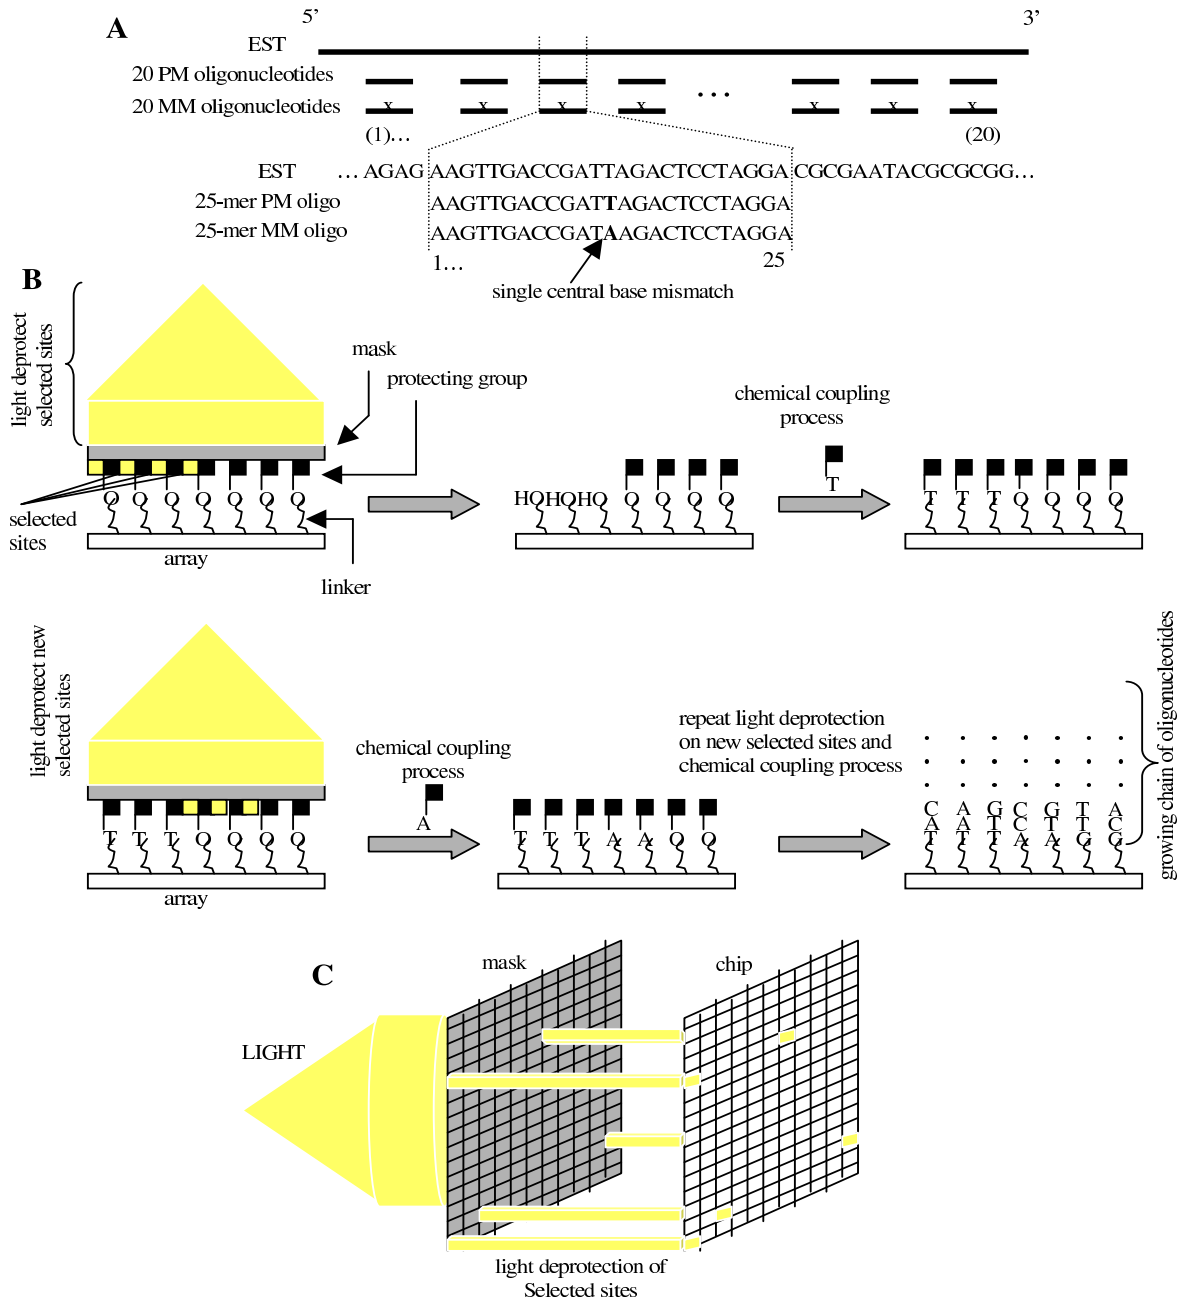 A
5’
3’
EST
20 PM oligonucleotides
...
20 MM oligonucleotides
x x x x x x x
(1)...
(20)
EST ...AGAG AAGTTGACCGATTAGACTCCTAGGA CGCGAATACGCGCGG...
25-mer PM oligo AAGTTGACCGATTAGACTCCTAGGA
25-mer MM oligo AAGTTGACCGATAAGACTCCTAGGA
1...
25
single central base mismatch
B
light deprotect
selected sites
mask
protecting group
chemical coupling
process
T
O O O O O O O
HO HO HO O O O O
T T T O O O O
selected
sites
array
linker
light deprotect new
selected sites
chemical coupling
process
A
repeat light deprotection
on new selected sites and
chemical coupling process
growing chain of oligonucleotides
T T T O O O O
T T T A A O O
C A G C G T A
A A T C T T C
T T T A A G G
array
C
mask
chip
LIGHT
light deprotection of
Selected sites